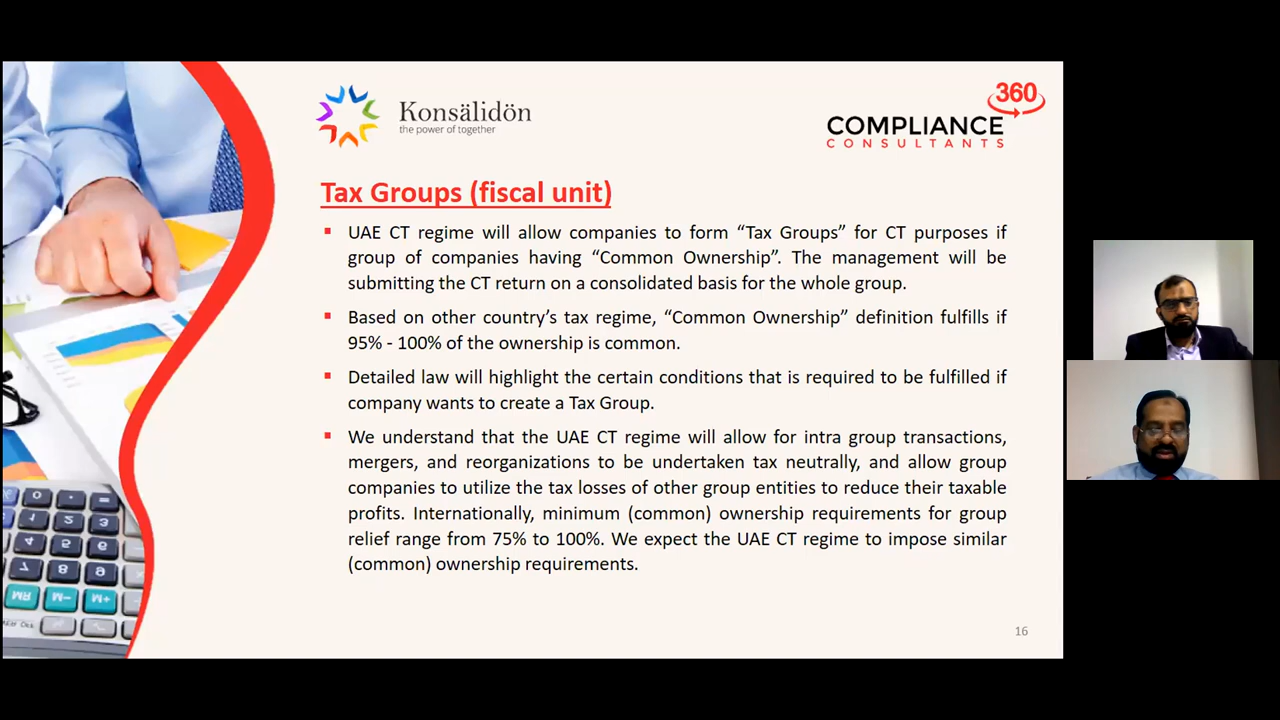 Konsälidön
the power of together
360
COMPLIANCE
CONSULTANTS
Tax Groups (fiscal unit)
▪ UAE CT regime will allow companies to form “Tax Groups” for CT purposes if
group of companies having “Common Ownership”. The management will be
submitting the CT return on a consolidated basis for the whole group.
▪ Based on other country’s tax regime, “Common Ownership” definition fulfills if
95% - 100% of the ownership is common.
▪ Detailed law will highlight the certain conditions that is required to be fulfilled if
company wants to create a Tax Group.
▪ We understand that the UAE CT regime will allow for intra group transactions,
mergers, and reorganizations to be undertaken tax neutrally, and allow group
companies to utilize the tax losses of other group entities to reduce their taxable
profits. Internationally, minimum (common) ownership requirements for group
relief range from 75% to 100%. We expect the UAE CT regime to impose similar
(common) ownership requirements.
16